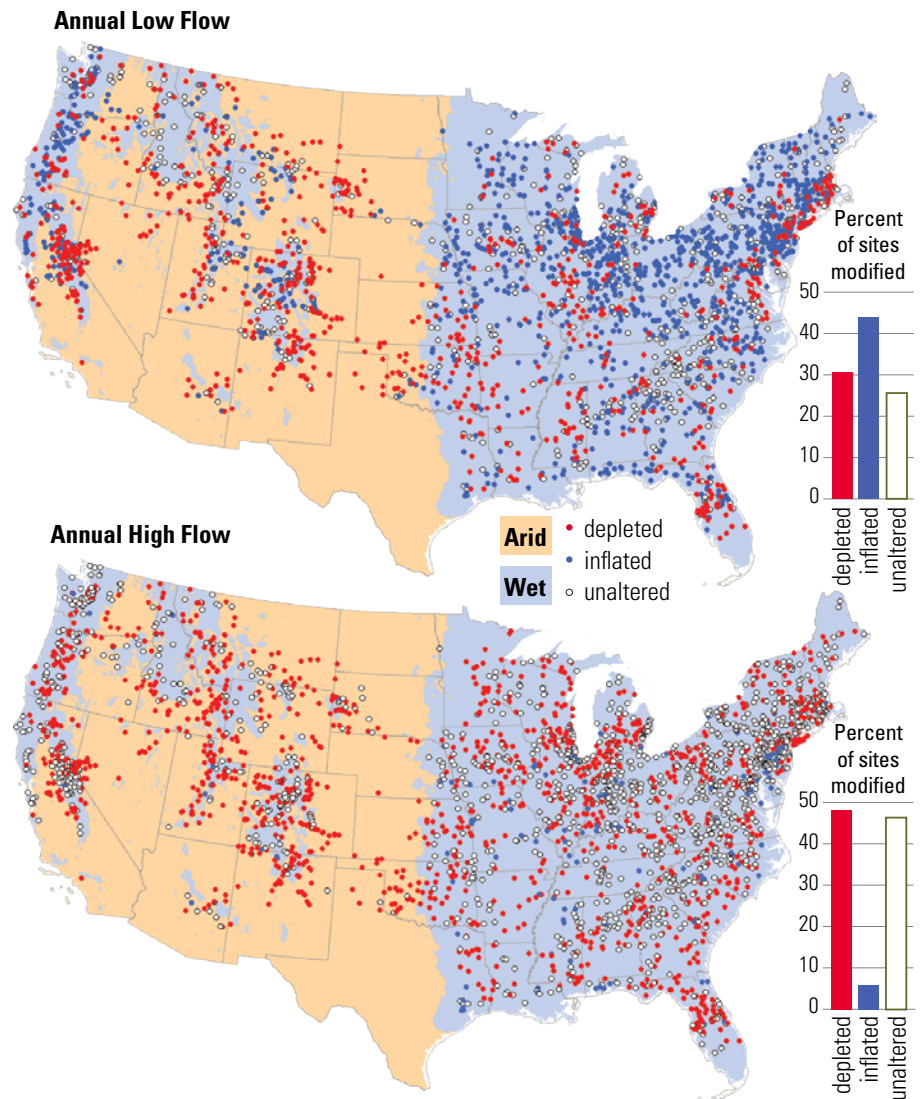 Annual Low Flow
Percent
of sites
modified
50
40
30
20
10
0
depleted
inflated
unaltered
Arid
Wet
depleted
inflated
unaltered
Annual High Flow
Percent
of sites
modified
50
40
30
20
10
0
depleted
inflated
unaltered